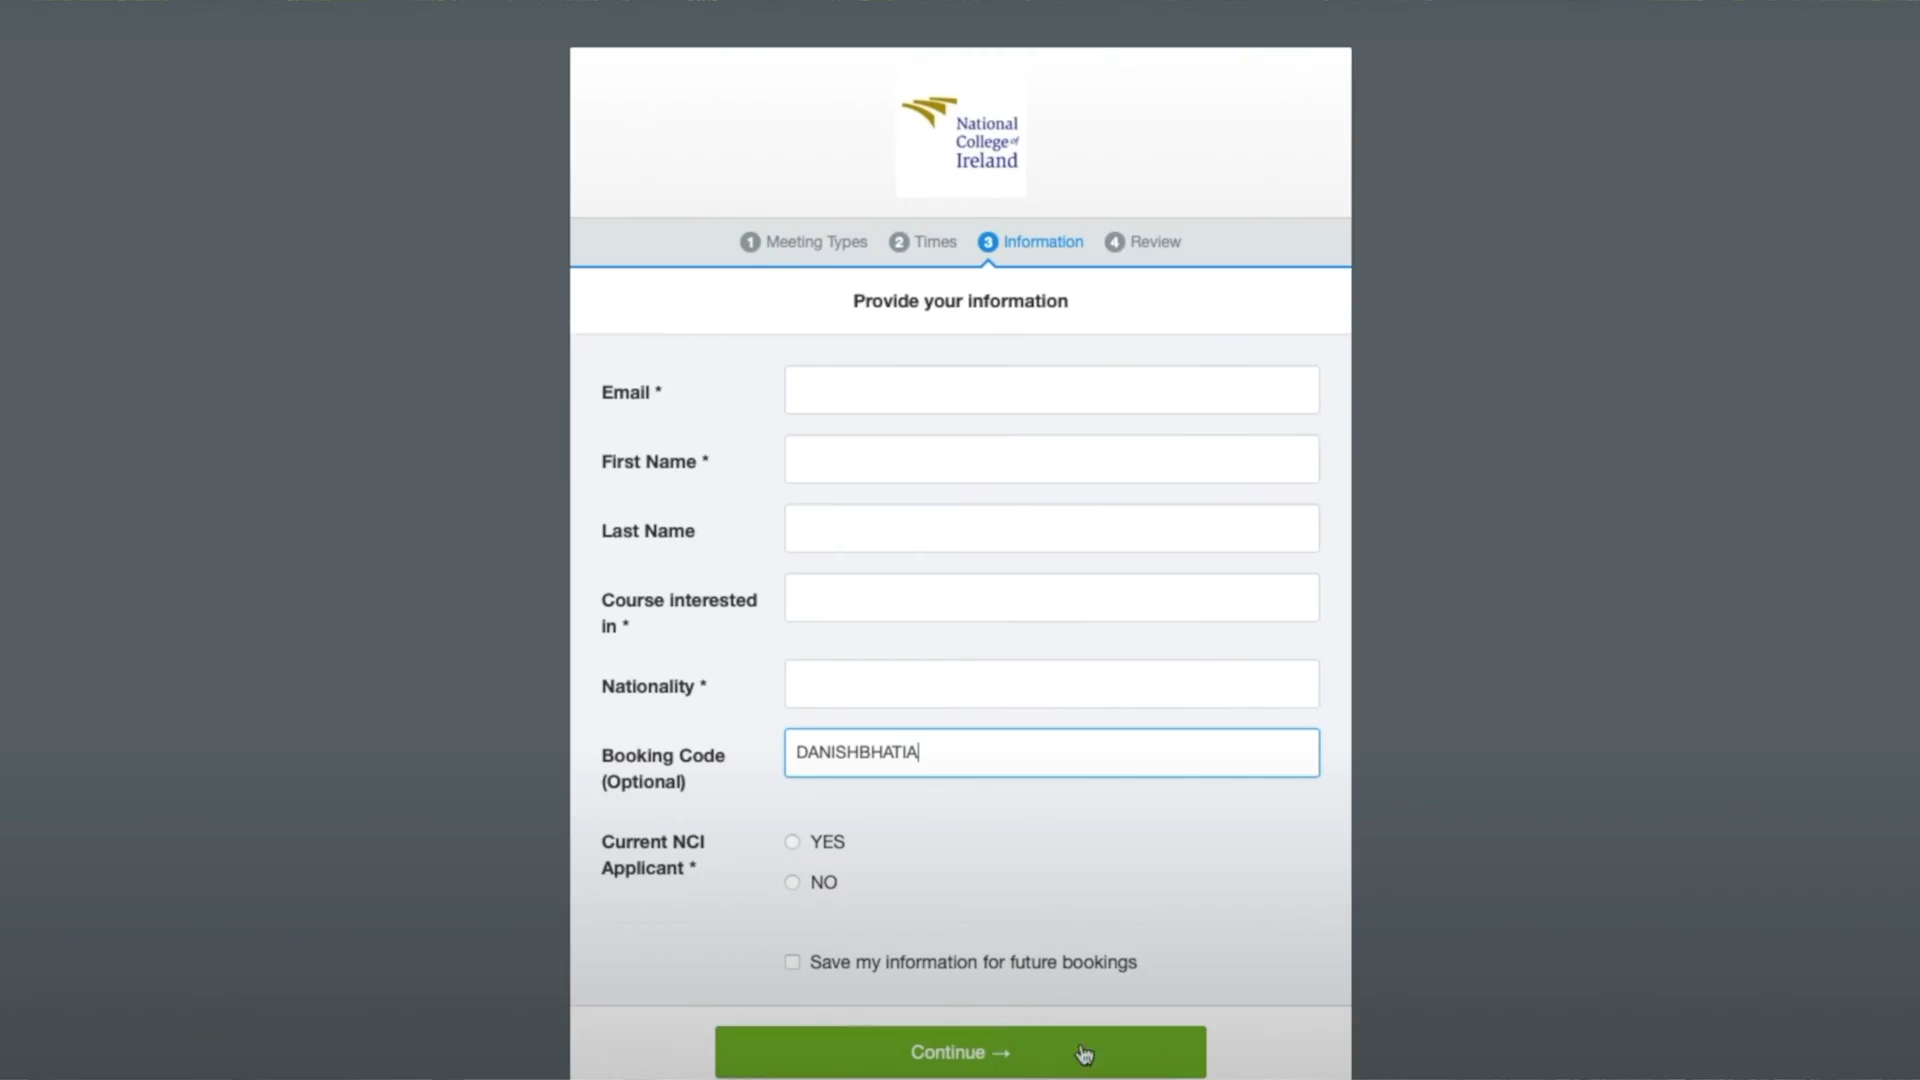 National
College of
Ireland
1 Meeting Types 2 Times 3 Information 4 Review
Provide your information
Email *
First Name *
Last Name
Course interested
in *
Nationality *
Booking Code
(Optional)
DANISHBHATIA
Current NCI
Applicant *
YES
NO
Save my information for future bookings
Continue →